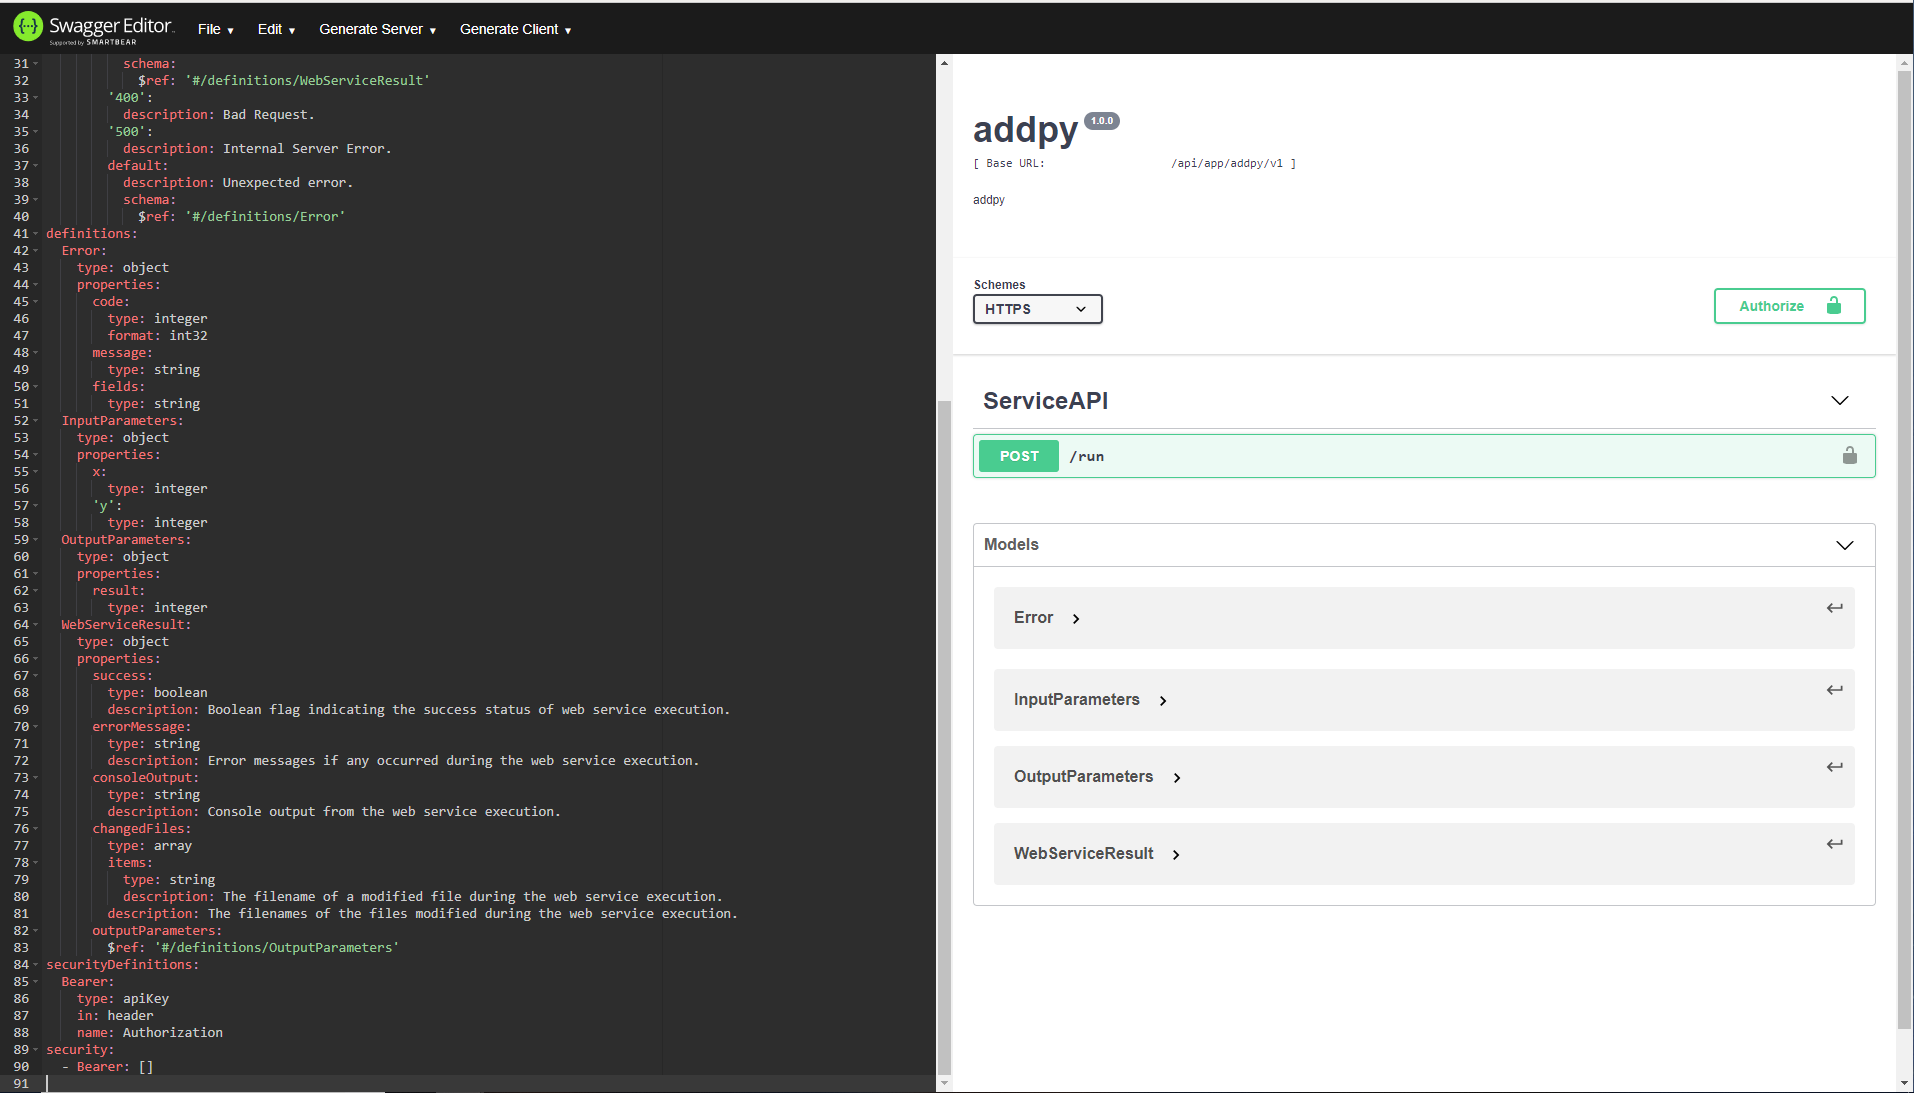 Swagger Editor
Supported by SMARTBEAR
File ▾ Edit ▾ Generate Server ▾ Generate Client ▾
31 schema:
32 $ref: '#/definitions/WebServiceResult'
33 '400':
34 description: Bad Request.
35 '500':
36 description: Internal Server Error.
37 default:
38 description: Unexpected error.
39 schema:
40 $ref: '#/definitions/Error'
41 definitions:
42 Error:
43 type: object
44 properties:
45 code:
46 type: integer
47 format: int32
48 message:
49 type: string
50 fields:
51 type: string
52 InputParameters:
53 type: object
54 properties:
55 x:
56 type: integer
57 'y':
58 type: integer
59 OutputParameters:
60 type: object
61 properties:
62 result:
63 type: integer
64 WebServiceResult:
65 type: object
66 properties:
67 success:
68 type: boolean
69 description: Boolean flag indicating the success status of web service execution.
70 errorMessage:
71 type: string
72 description: Error messages if any occurred during the web service execution.
73 consoleOutput:
74 type: string
75 description: Console output from the web service execution.
76 changedFiles:
77 type: array
78 items:
79 type: string
80 description: The filename of a modified file during the web service execution.
81 description: The filenames of the files modified during the web service execution.
82 outputParameters:
83 $ref: '#/definitions/OutputParameters'
84 securityDefinitions:
85 Bearer:
86 type: apiKey
87 in: header
88 name: Authorization
89 security:
90 - Bearer: []
91
addpy 1.0.0
[ Base URL: /api/app/addpy/v1 ]
addpy
Schemes
HTTPS
Authorize
ServiceAPI
POST /run
Models
Error
InputParameters
OutputParameters
WebServiceResult